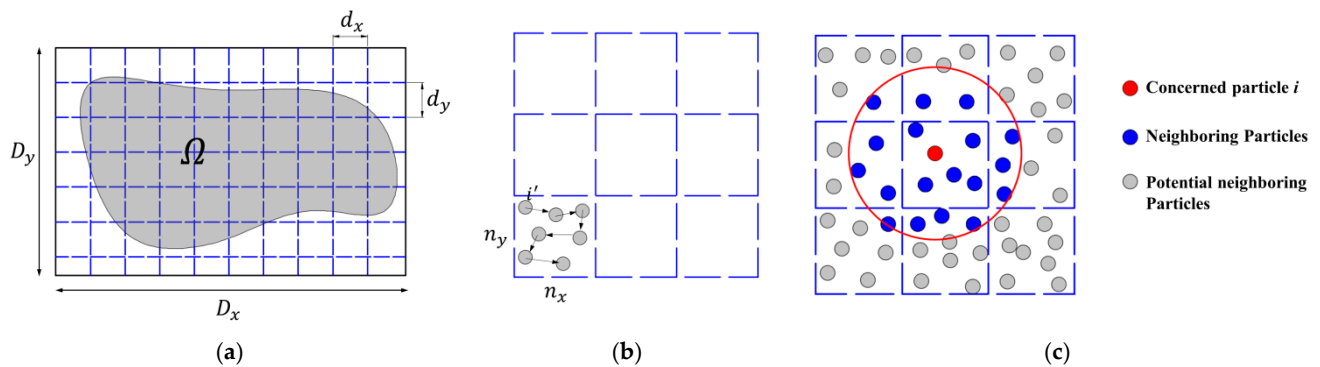 d_x
d_y
D_y
Ω
D_x
(a)
i′
n_y
n_x
(b)
(c)
Concerned particle i
Neighboring Particles
Potential neighboring
Particles